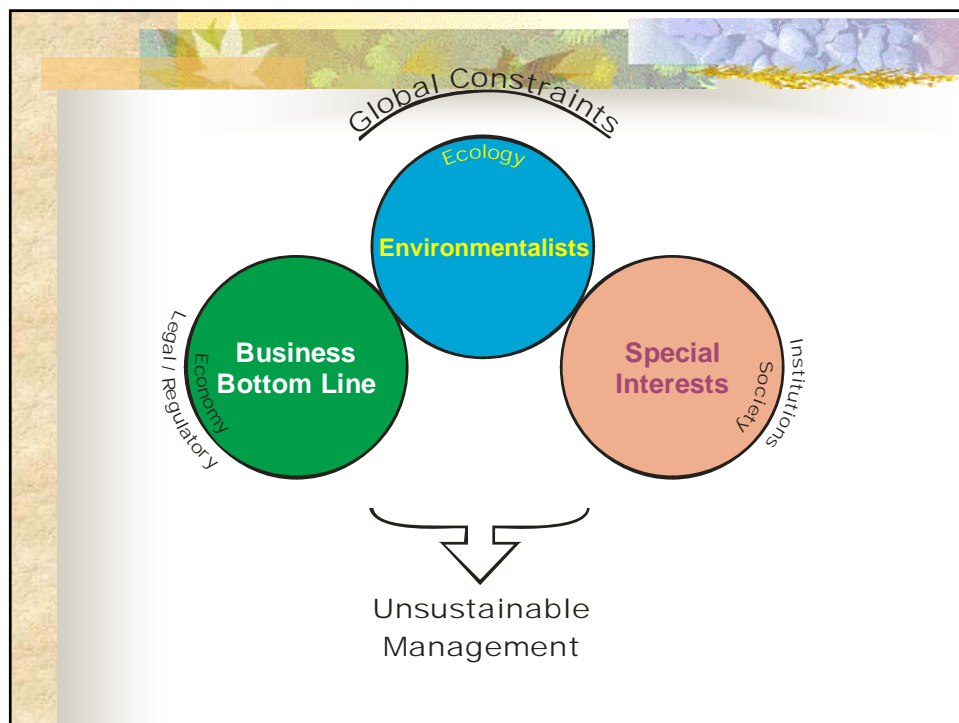 Global Constraints
Ecology
Environmentalists
Legal / Regulatory
Economy
Business
Bottom Line
Special
Interests
Society
Institutions
Unsustainable
Management